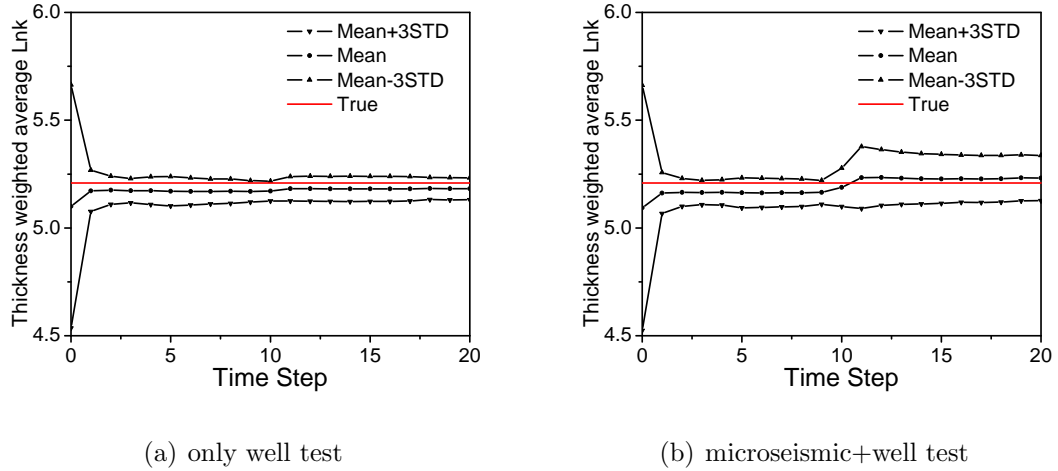 6.0
5.5
5.0
4.5
Thickness weighted average Lnk
Mean+3STD
Mean
Mean-3STD
True
0
5
10
15
20
Time Step
(a) only well test
6.0
5.5
5.0
4.5
Thickness weighted average Lnk
Mean+3STD
Mean
Mean-3STD
True
0
5
10
15
20
Time Step
(b) microseismic+well test